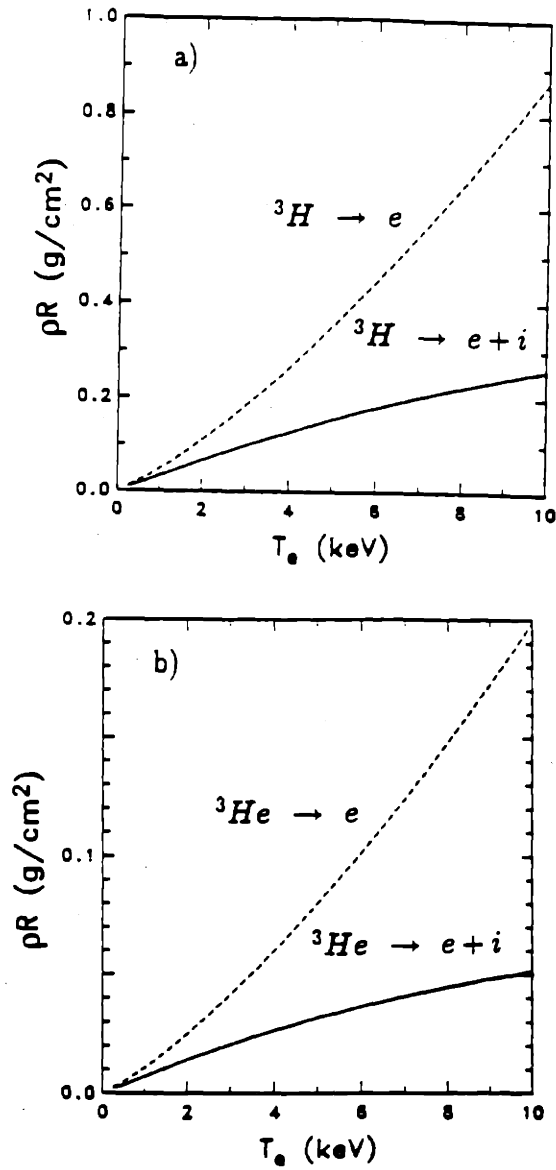 1.0
a)
0.8
0.6
³H → e
ρR (g/cm²)
0.4
³H → e+i
0.2
0.0
0 2 4 6 8 10
Tₑ (keV)
0.2
b)
³He → e
ρR (g/cm²)
0.1
³He → e+i
0.0
0 2 4 6 8 10
Tₑ (keV)